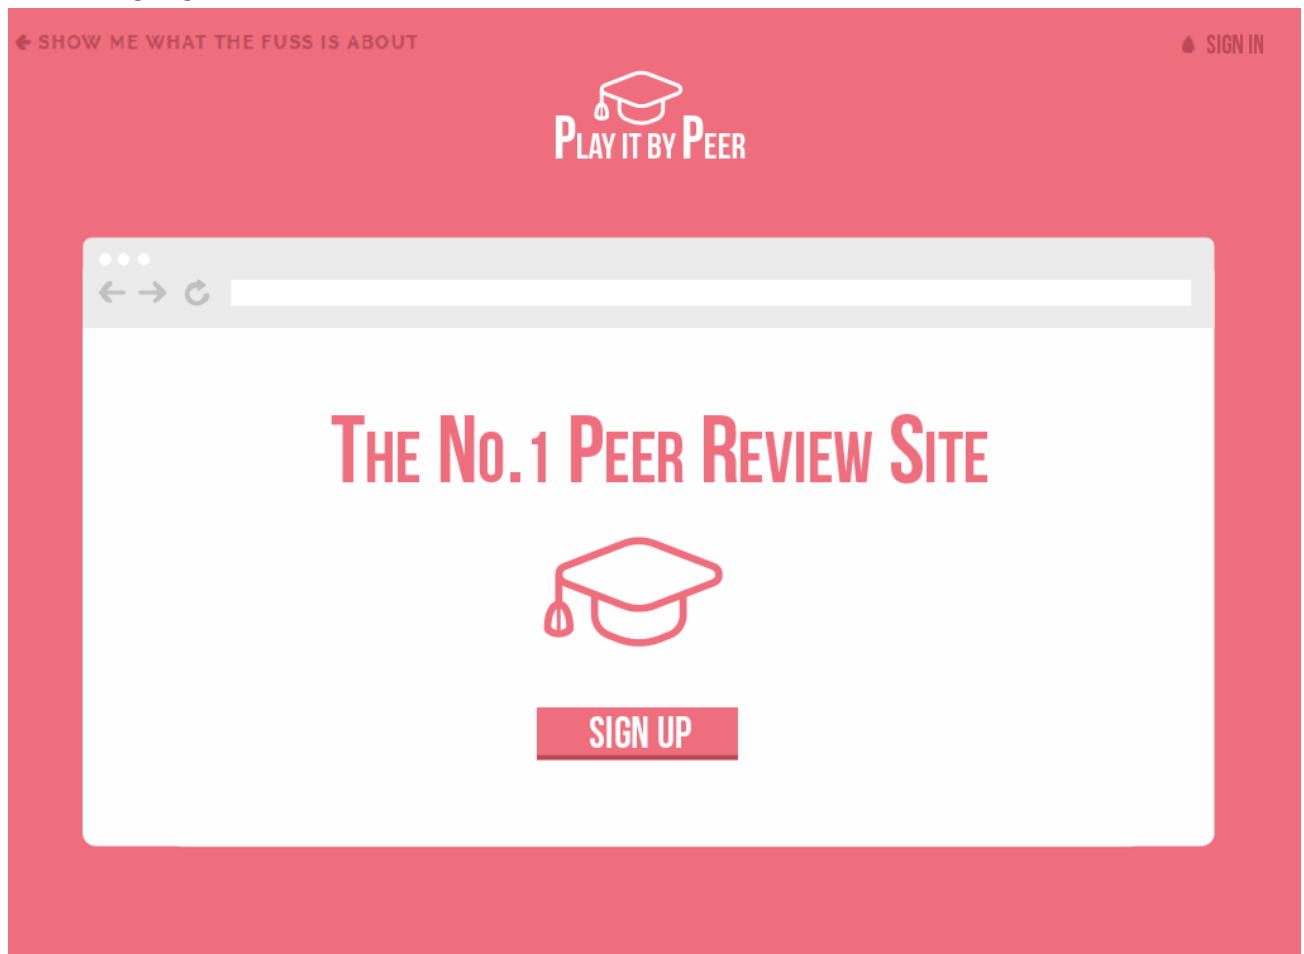 SHOW ME WHAT THE FUSS IS ABOUT
SIGN IN
PLAY IT BY PEER
THE NO.1 PEER REVIEW SITE
SIGN UP